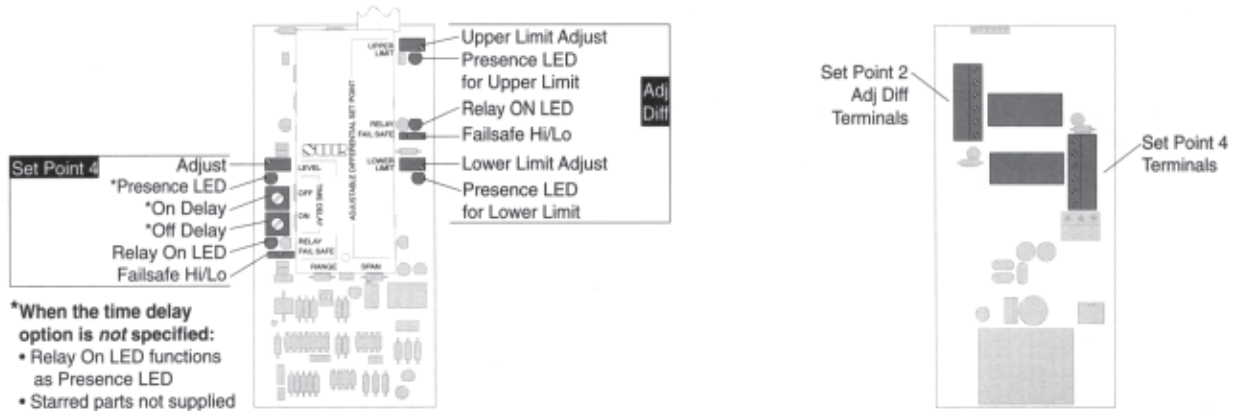 Upper Limit Adjust
Presence LED
for Upper Limit
Relay ON LED
Failsafe Hi/Lo
Lower Limit Adjust
Presence LED
for Lower Limit
Adj
Diff
Set Point 4
Adjust
*Presence LED
*On Delay
*Off Delay
Relay On LED
Failsafe Hi/Lo
UPPER
LIMIT
RELAY
FAIL SAFE
LOWER
LIMIT
ADJUSTABLE DIFFERENTIAL SET POINT
LEVEL
OFF
TIME DELAY
ON
RELAY
FAIL SAFE
RANGE
SPAN
*When the time delay
option is not specified:
• Relay On LED functions
as Presence LED
• Starred parts not supplied
Set Point 2
Adj Diff
Terminals
Set Point 4
Terminals